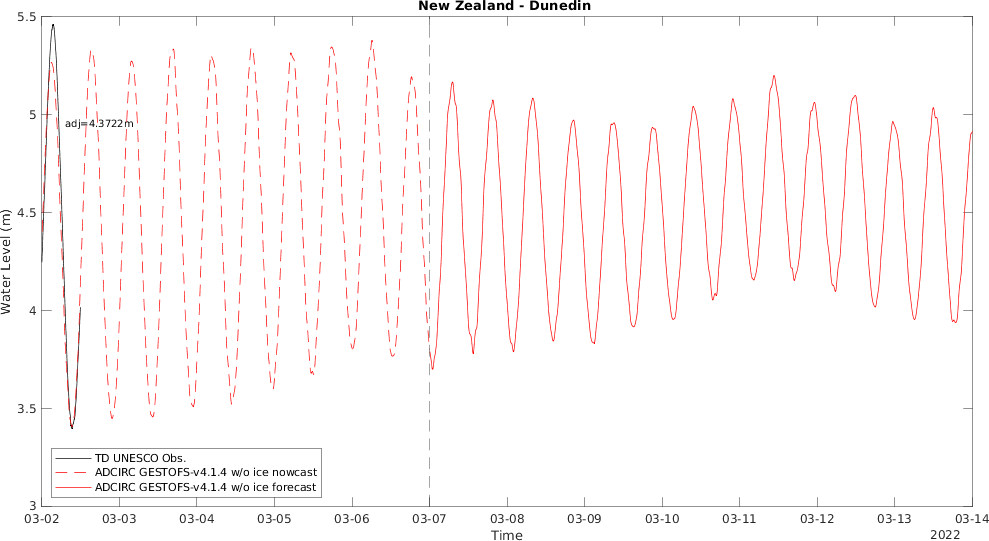 New Zealand - Dunedin
5.5
5
4.5
4
3.5
3
Water Level (m)
adj=4.3722m
TD UNESCO Obs.
ADCIRC GESTOFS-v4.1.4 w/o ice nowcast
ADCIRC GESTOFS-v4.1.4 w/o ice forecast
03-02 03-03 03-04 03-05 03-06 03-07 03-08 03-09 03-10 03-11 03-12 03-13 03-14
Time
2022